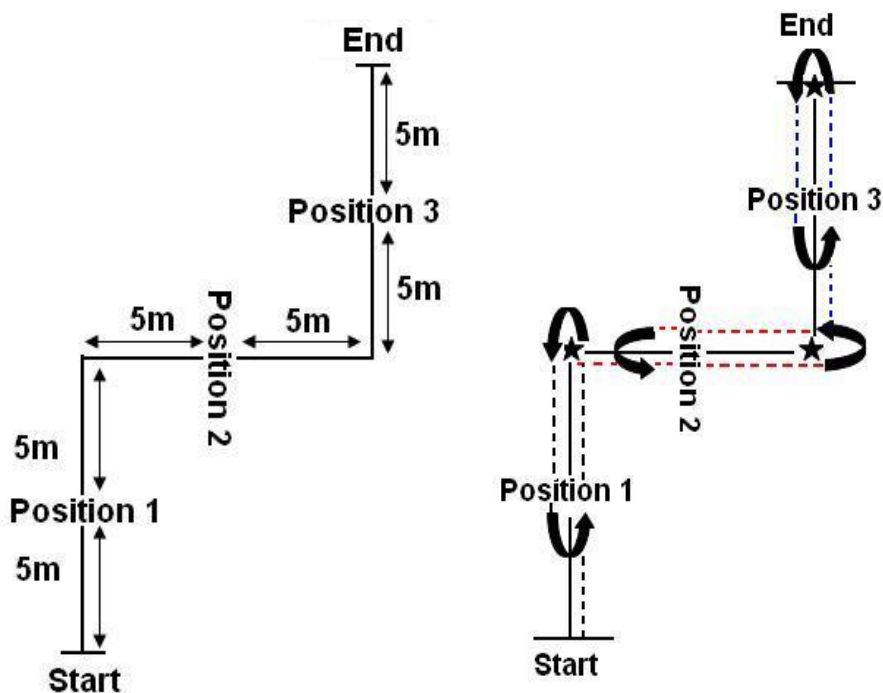 End
5m
Position 3
5m
5m
5m
Position 2
5m
Position 1
5m
Start
End
Position 3
Position 2
Position 1
Start